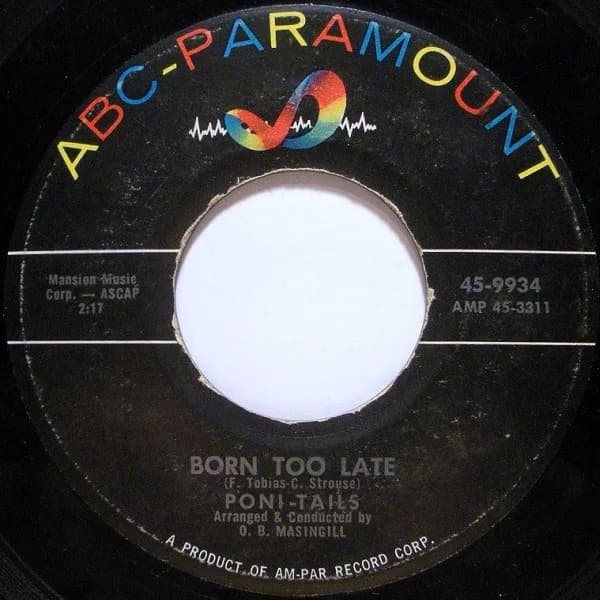 ABC-PARAMOUNT
Mansion Music
Corp. — ASCAP
2:17
45-9934
AMP 45-3311
BORN TOO LATE
(F. Tobias-C. Strouse)
PONI-TAILS
Arranged & Conducted by
O. B. MASINGILL
A PRODUCT OF AM-PAR RECORD CORP.